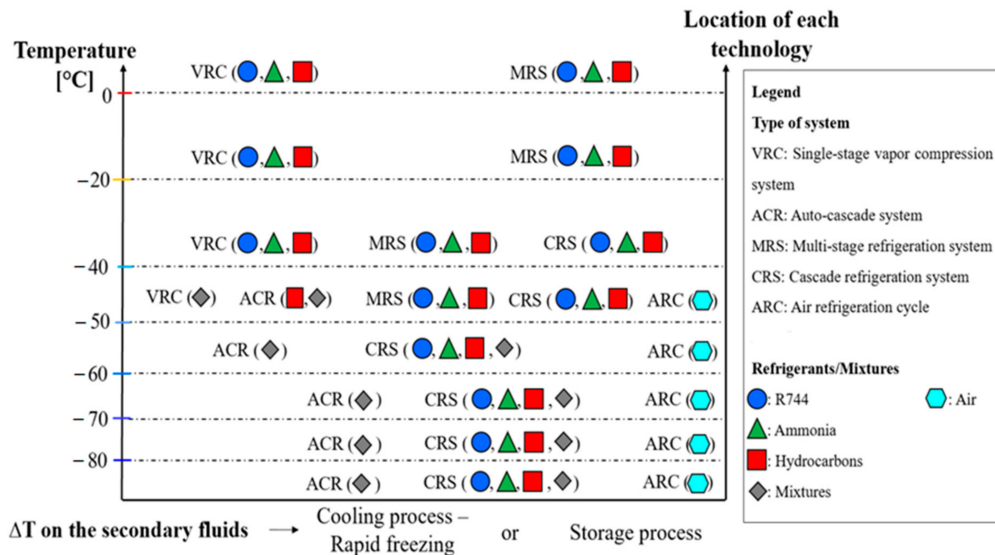 Temperature
[°C]
Location of each
technology
VRC ( , , )
MRS ( , , )
0
VRC ( , , )
MRS ( , , )
−20
VRC ( , , )
MRS ( , , )
CRS ( , , )
−40
VRC ( )
ACR ( , )
MRS ( , , )
CRS ( , , )
ARC ( )
−50
ACR ( )
CRS ( , , , )
ARC ( )
−60
ACR ( )
CRS ( , , , )
ARC ( )
−70
ACR ( )
CRS ( , , , )
ARC ( )
−80
ACR ( )
CRS ( , , , )
ARC ( )
ΔT on the secondary fluids
Cooling process –
Rapid freezing
or
Storage process
Legend
Type of system
VRC: Single-stage vapor compression
system
ACR: Auto-cascade system
MRS: Multi-stage refrigeration system
CRS: Cascade refrigeration system
ARC: Air refrigeration cycle
Refrigerants/Mixtures
: R744
: Air
: Ammonia
: Hydrocarbons
: Mixtures